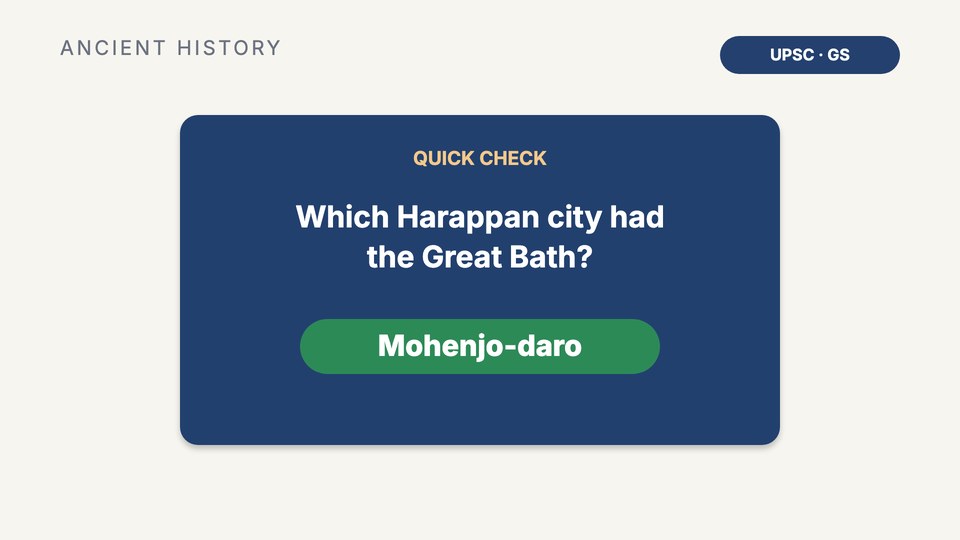 ANCIENT HISTORY
UPSC · GS
QUICK CHECK
Which Harappan city had
the Great Bath?
Mohenjo-daro